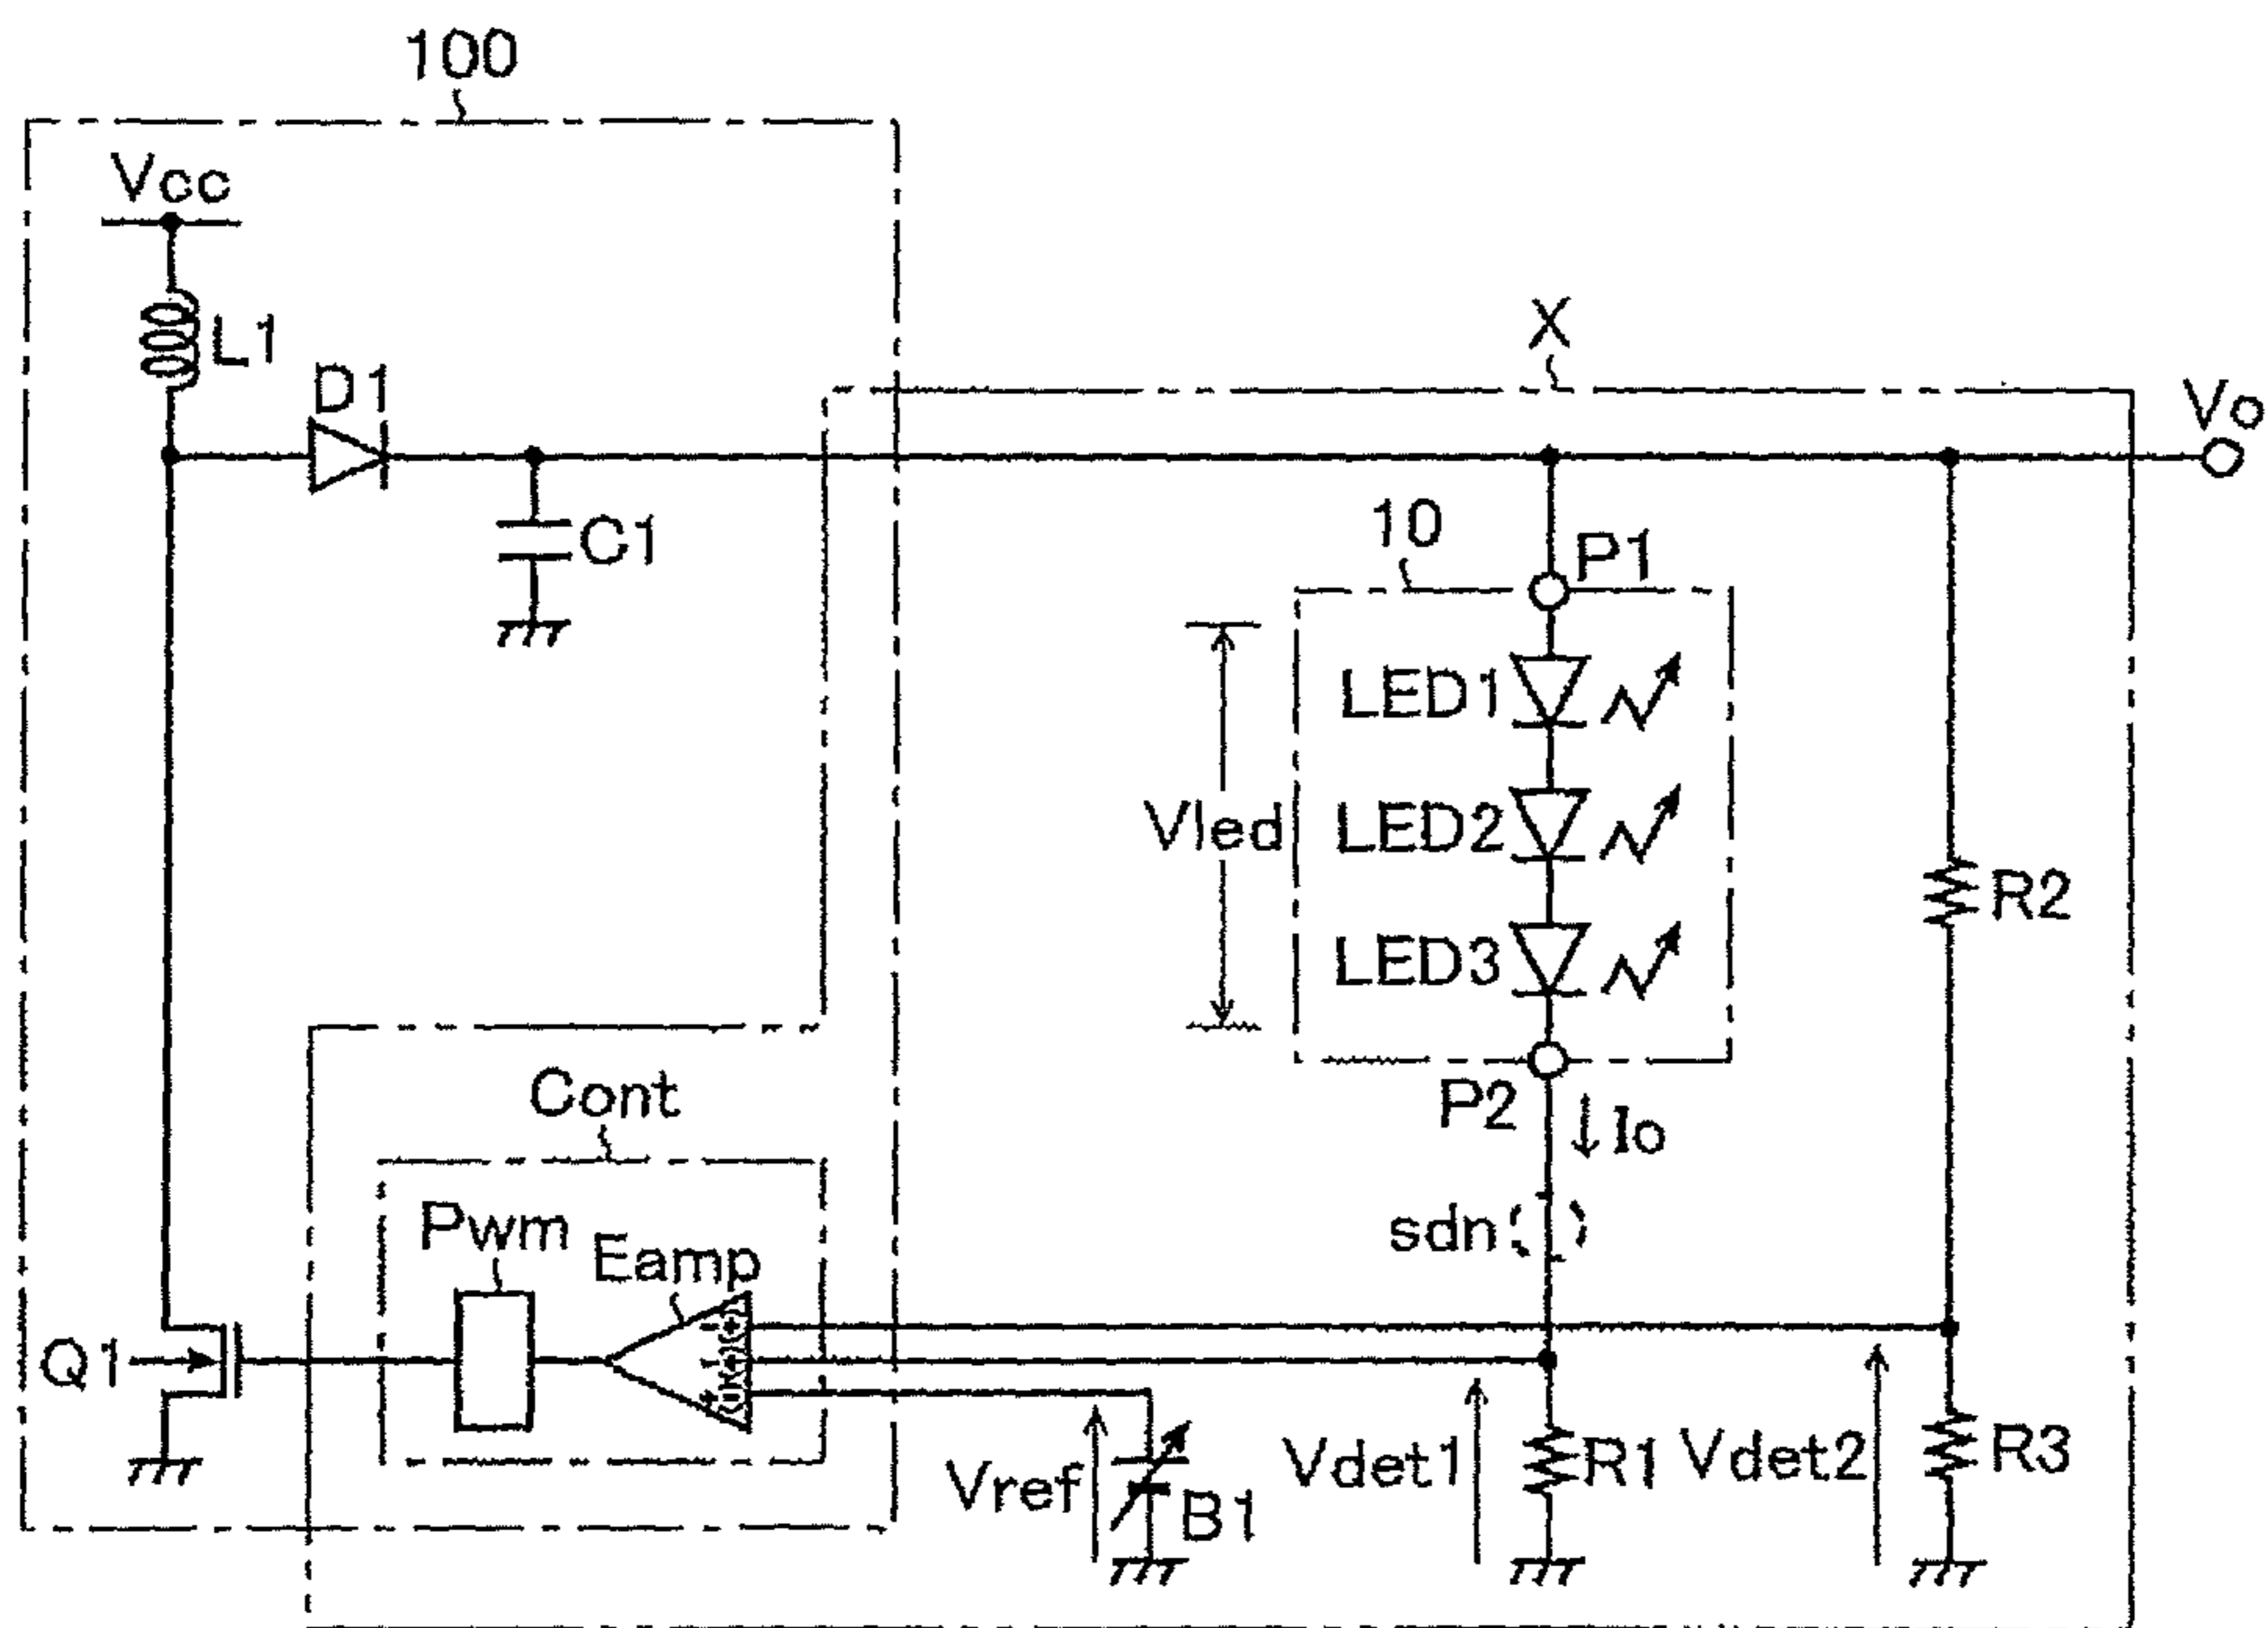 100
Vcc
L1
D1
C1
X
Vo
10
P1
LED1
Vled
LED2
LED3
R2
P2
Io
sdn
Cont
Pwm
Eamp
Q1
Vref
B1
Vdet1
R1
Vdet2
R3